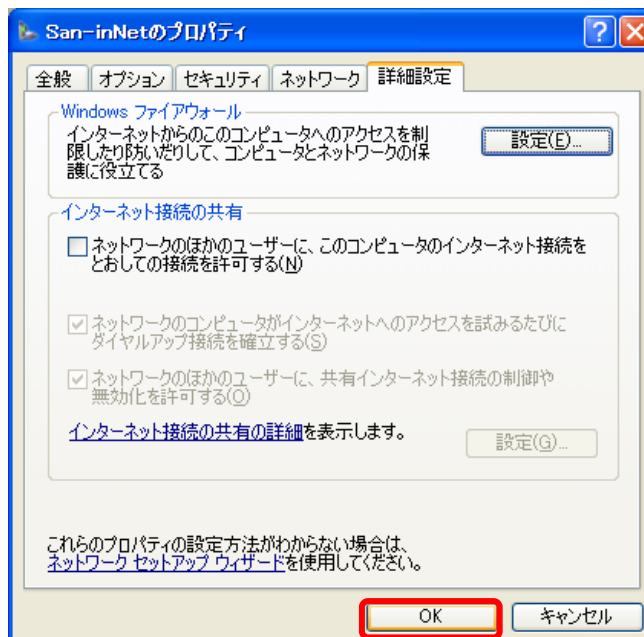 San-inNetのプロパティ
全般 オプション セキュリティ ネットワーク 詳細設定
Windows ファイアウォール
インターネットからのこのコンピュータへのアクセスを制
限したり防いだりして、コンピュータとネットワークの保
護に役立てる
設定(E)...
インターネット接続の共有
ネットワークのほかのユーザーに、このコンピュータのインターネット接続を
とおしての接続を許可する(N)
ネットワークのコンピュータがインターネットへのアクセスを試みるたびに
ダイヤルアップ接続を確立する(S)
ネットワークのほかのユーザーに、共有インターネット接続の制御や
無効化を許可する(O)
インターネット接続の共有の詳細を表示します。
設定(G)...
これらのプロパティの設定方法がわからない場合は、
ネットワーク セットアップ ウィザードを使用してください。
OK キャンセル